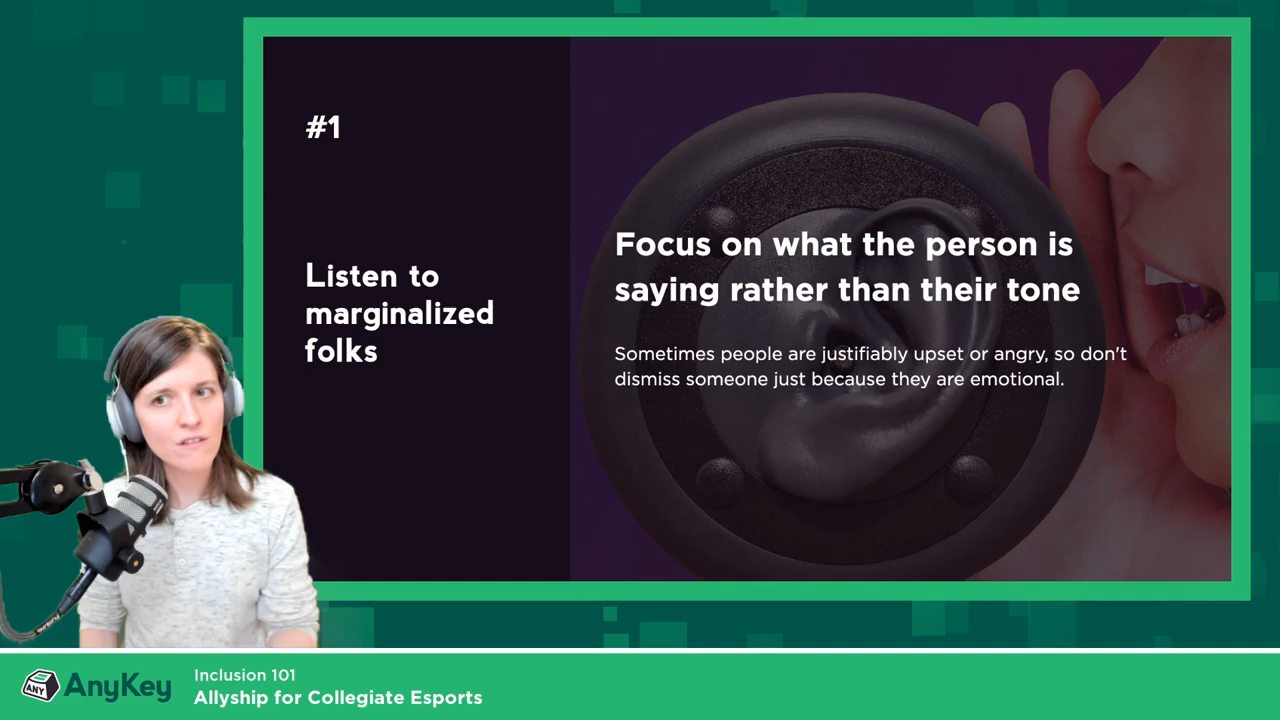 #1
Listen to
marginalized
folks
Focus on what the person is
saying rather than their tone
Sometimes people are justifiably upset or angry, so don't
dismiss someone just because they are emotional.
ANY
AnyKey
Inclusion 101
Allyship for Collegiate Esports